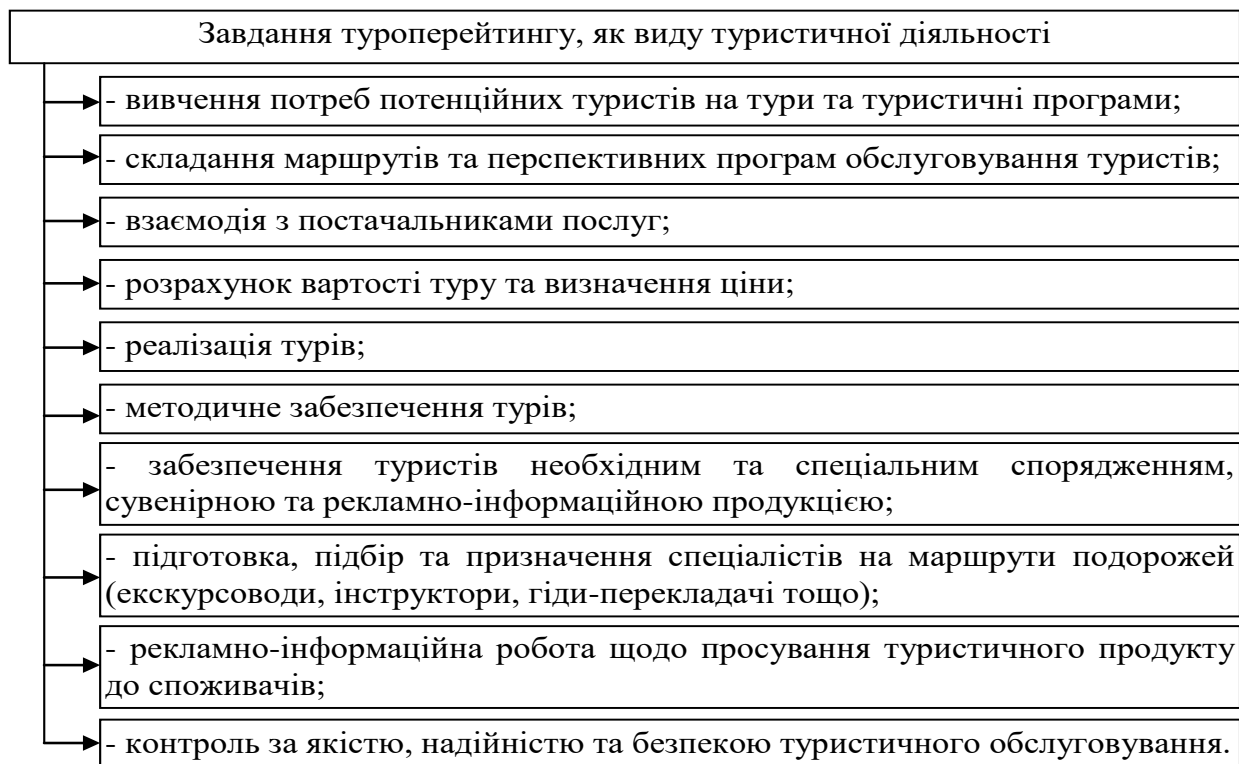 Завдання туроперейтингу, як виду туристичної діяльності
- вивчення потреб потенційних туристів на тури та туристичні програми;
- складання маршрутів та перспективних програм обслуговування туристів;
- взаємодія з постачальниками послуг;
- розрахунок вартості туру та визначення ціни;
- реалізація турів;
- методичне забезпечення турів;
- забезпечення туристів необхідним та спеціальним спорядженням,
сувенірною та рекламно-інформаційною продукцією;
- підготовка, підбір та призначення спеціалістів на маршрути подорожей
(екскурсоводи, інструктори, гіди-перекладачі тощо);
- рекламно-інформаційна робота щодо просування туристичного продукту
до споживачів;
- контроль за якістю, надійністю та безпекою туристичного обслуговування.